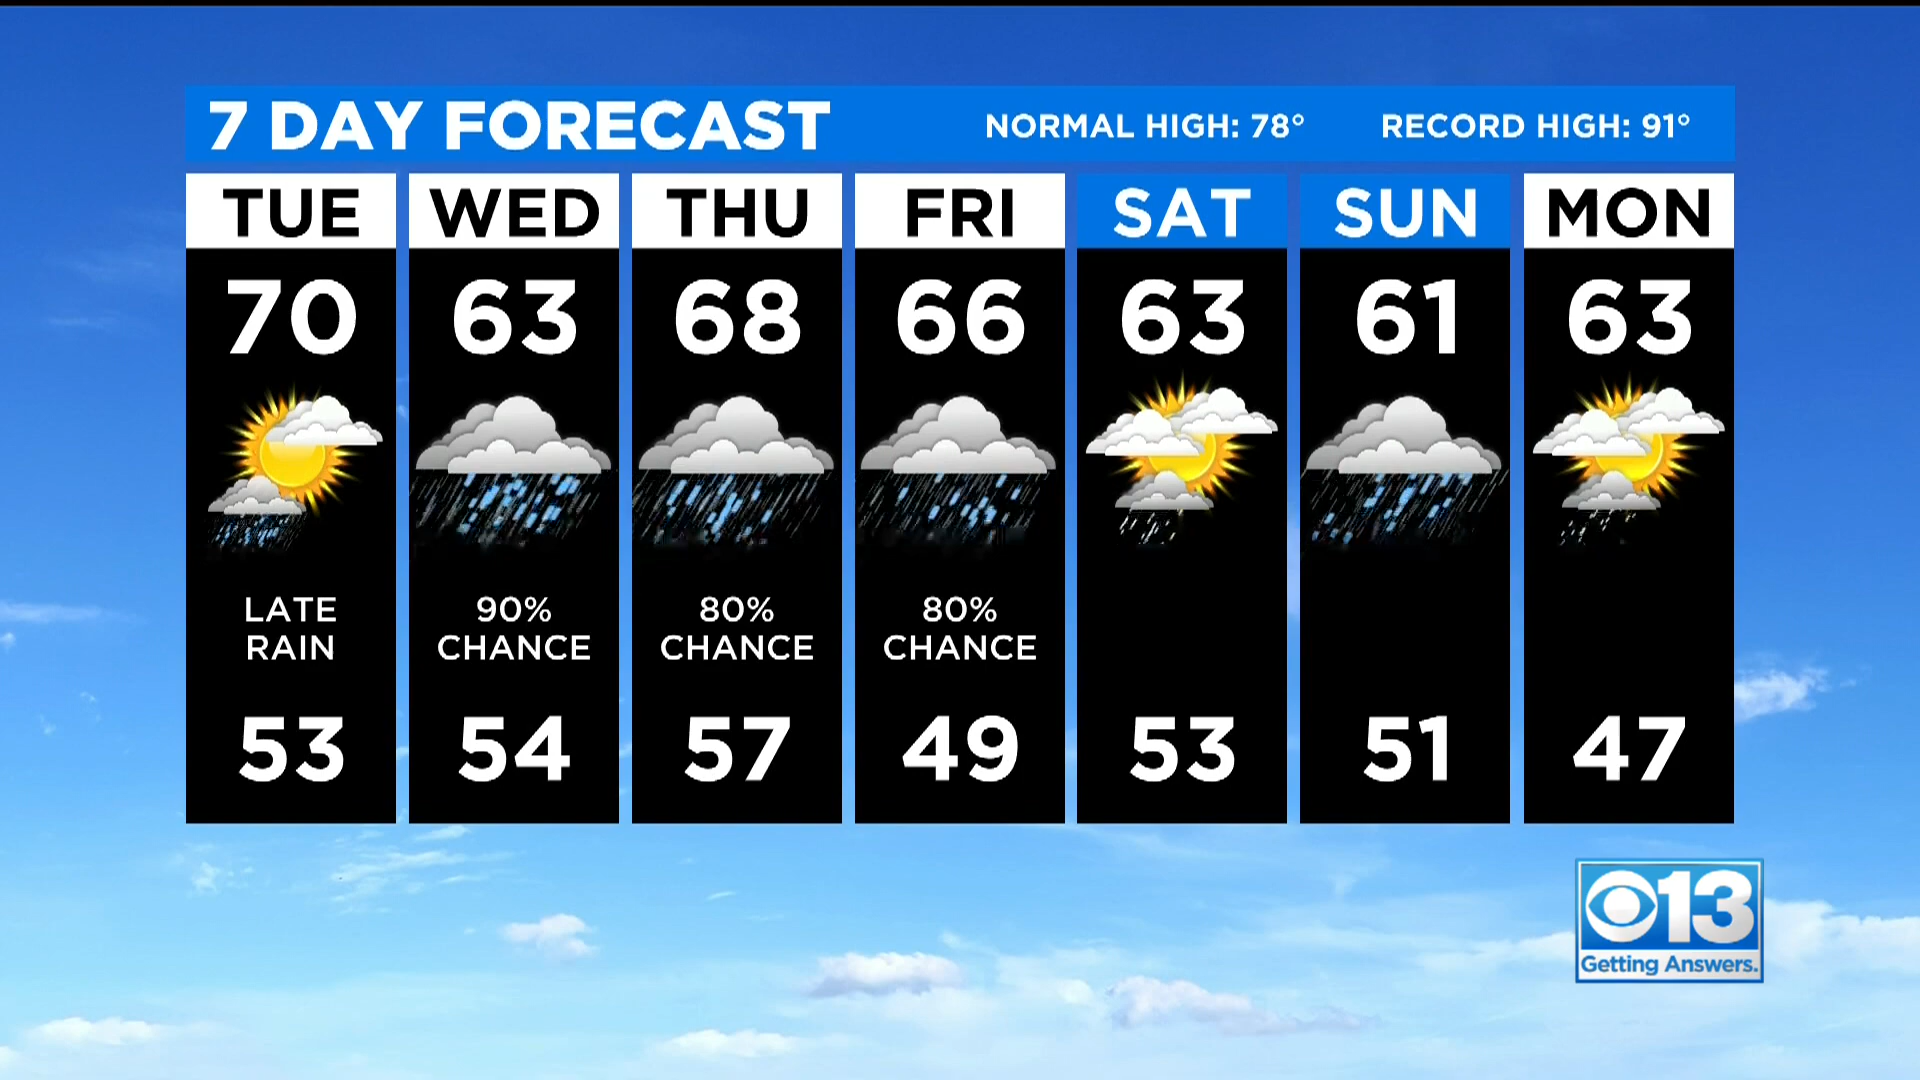 7 DAY FORECAST NORMAL HIGH: 78° RECORD HIGH: 91°
TUE WED THU FRI SAT SUN MON
70 63 68 66 63 61 63
LATE 90% 80% 80%
RAIN CHANCE CHANCE CHANCE
53 54 57 49 53 51 47
13
Getting Answers.